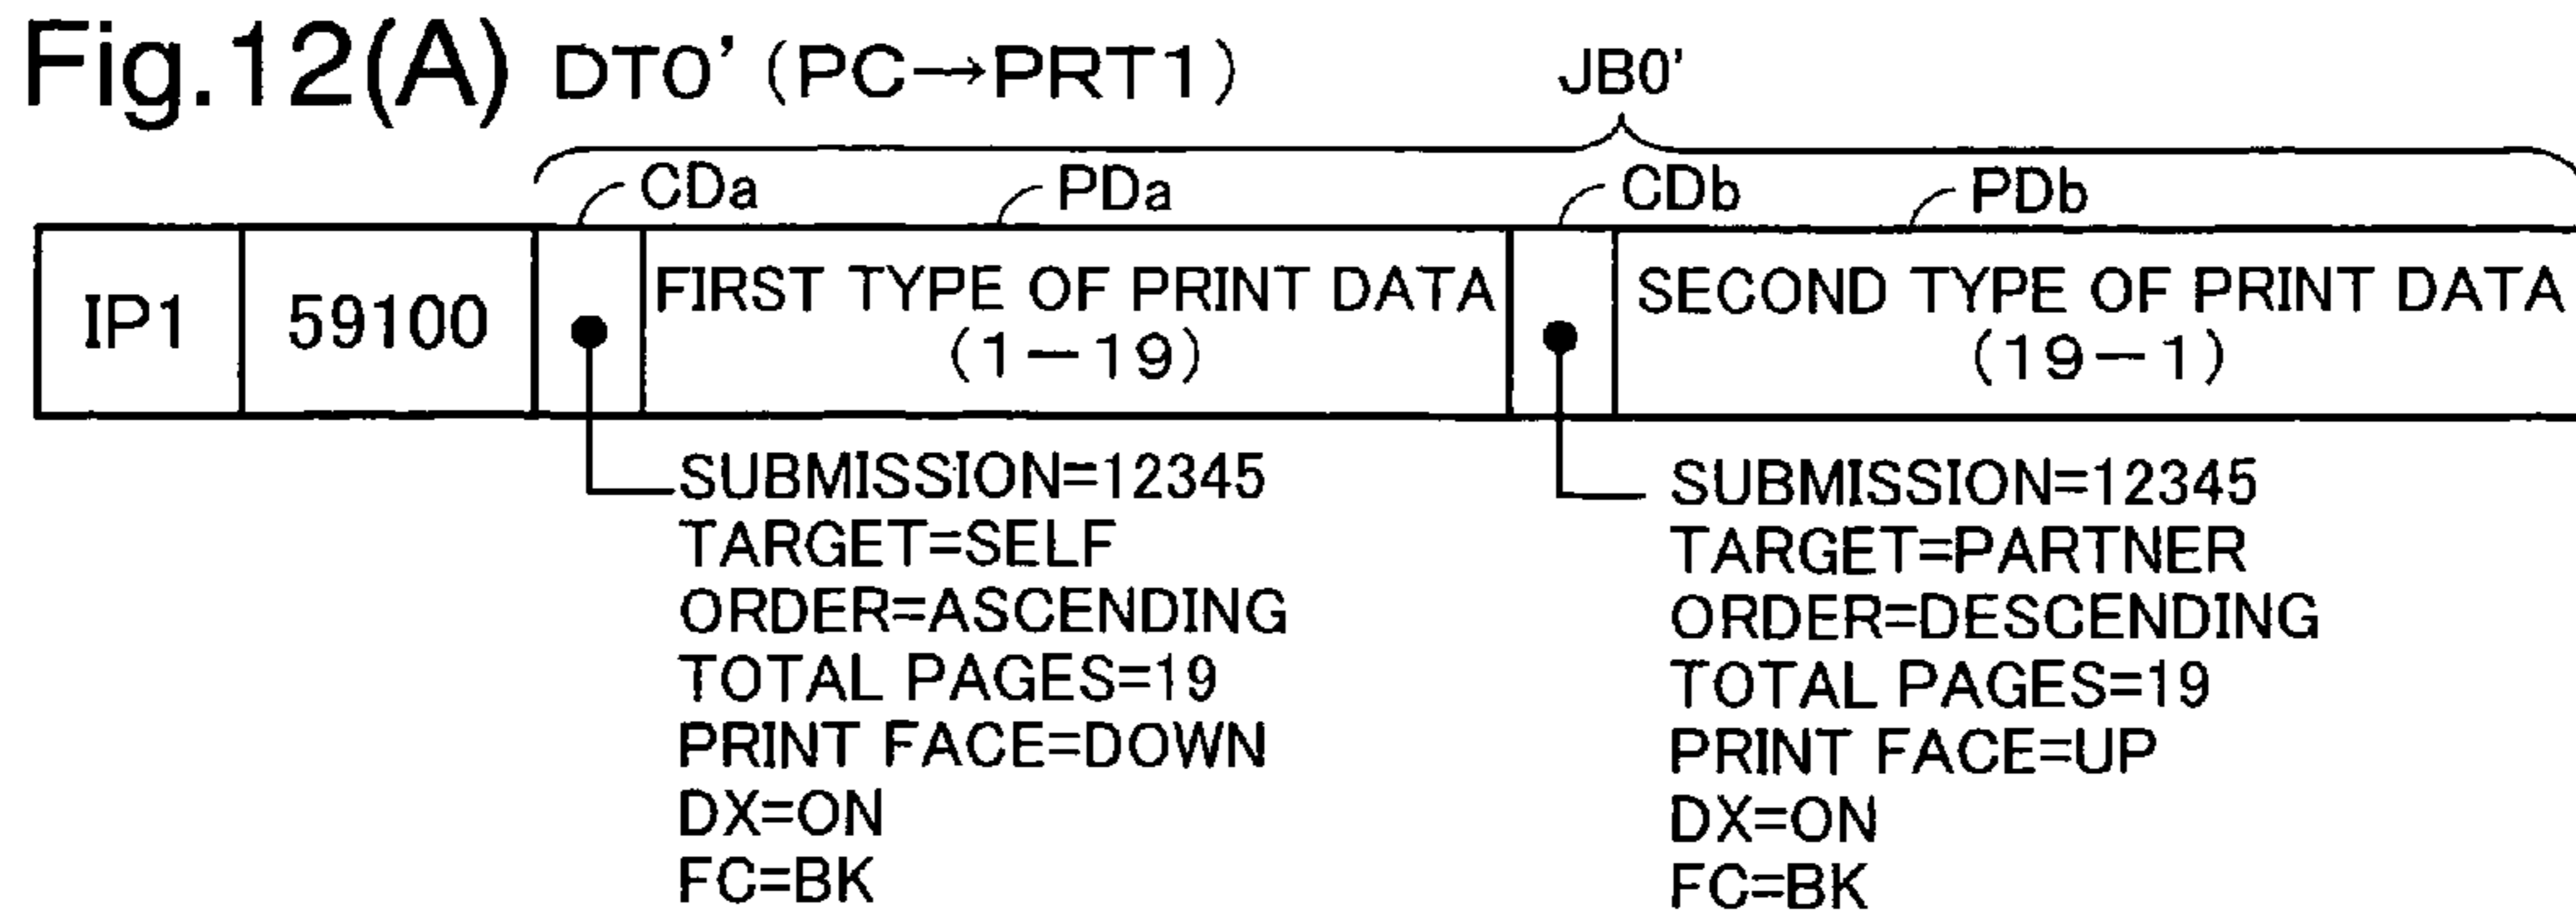 Fig.12(A) DT0' (PC→PRT1)
JB0'
CDa
PDa
CDb
PDb
IP1
59100
FIRST TYPE OF PRINT DATA
(1-19)
SECOND TYPE OF PRINT DATA
(19-1)
SUBMISSION=12345
TARGET=SELF
ORDER=ASCENDING
TOTAL PAGES=19
PRINT FACE=DOWN
DX=ON
FC=BK
SUBMISSION=12345
TARGET=PARTNER
ORDER=DESCENDING
TOTAL PAGES=19
PRINT FACE=UP
DX=ON
FC=BK